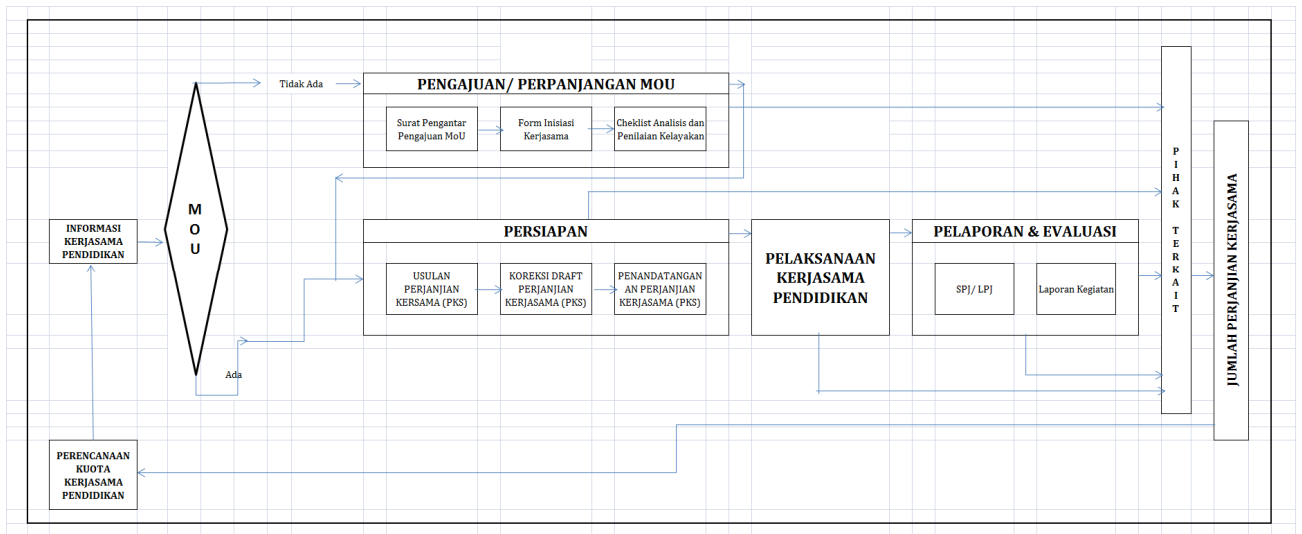 Tidak Ada
PENGAJUAN/ PERPANJANGAN MOU
Surat Pengantar
Pengajuan MoU
Form Inisiasi
Kerjasama
Cheklist Analisis dan
Penilaian Kelayakan
M
O
U
INFORMASI
KERJASAMA
PENDIDIKAN
PERSIAPAN
USULAN
PERJANJIAN
KERSAMA (PKS)
KOREKSI DRAFT
PERJANJIAN
KERJASAMA (PKS)
PENANDATANGAN
AN PERJANJIAN
KERJASAMA (PKS)
PELAKSANAAN
KERJASAMA
PENDIDIKAN
PELAPORAN & EVALUASI
SPJ/ LPJ
Laporan Kegiatan
P
I
H
A
K
T
E
R
K
A
I
T
JUMLAH PERJANJIAN KERJASAMA
Ada
PERENCANAAN
KUOTA
KERJASAMA
PENDIDIKAN